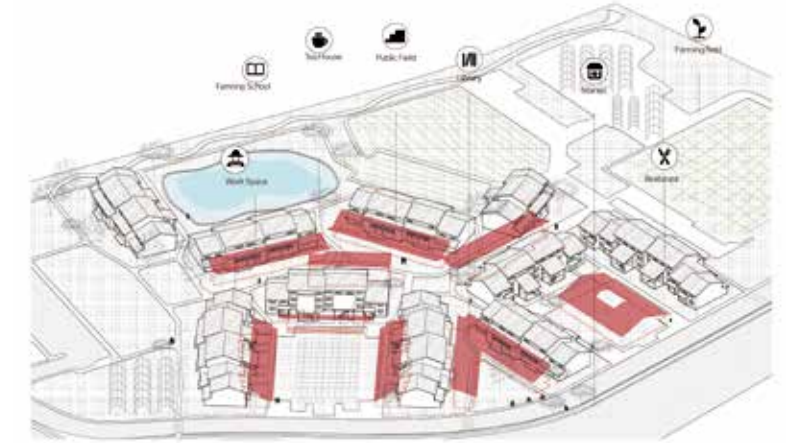 Tea House
Public Field
Farming School
Library
Market
Farming Field
Work Space
Restaurant